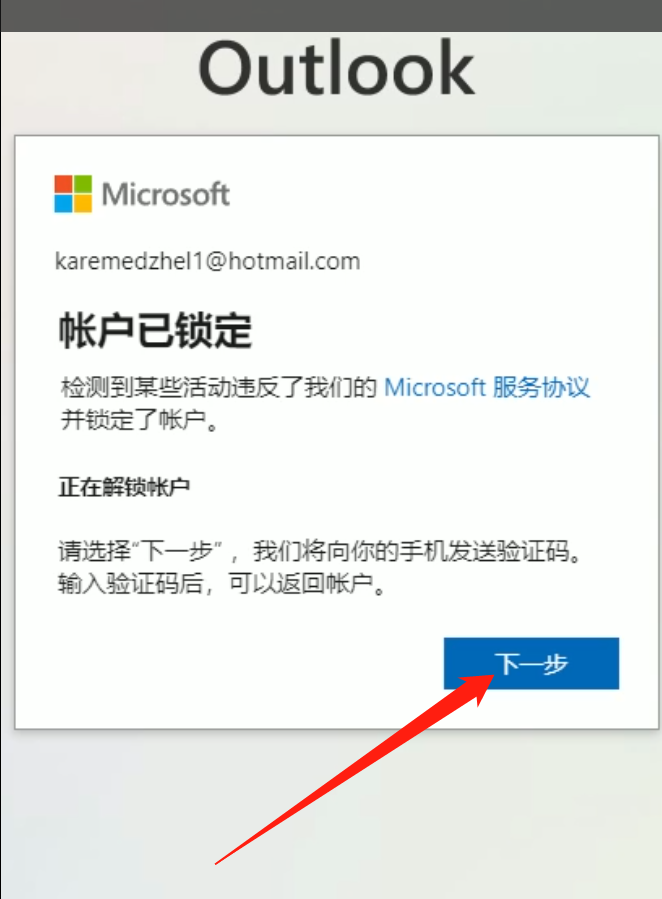 Outlook
Microsoft
karemedzhel1@hotmail.com
帐户已锁定
检测到某些活动违反了我们的 Microsoft 服务协议
并锁定了帐户。
正在解锁帐户
请选择“下一步”，我们将向你的手机发送验证码。
输入验证码后，可以返回帐户。
下一步